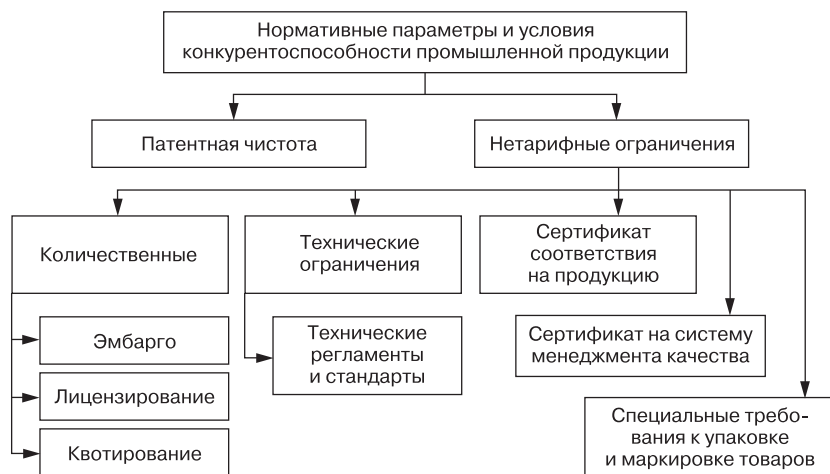 Нормативные параметры и условия
конкурентоспособности промышленной продукции
Патентная чистота
Нетарифные ограничения
Количественные
Технические
ограничения
Сертификат
соответствия
на продукцию
Эмбарго
Технические
регламенты
и стандарты
Сертификат на систему
менеджмента качества
Лицензирование
Квотирование
Специальные требо-
вания к упаковке
и маркировке товаров